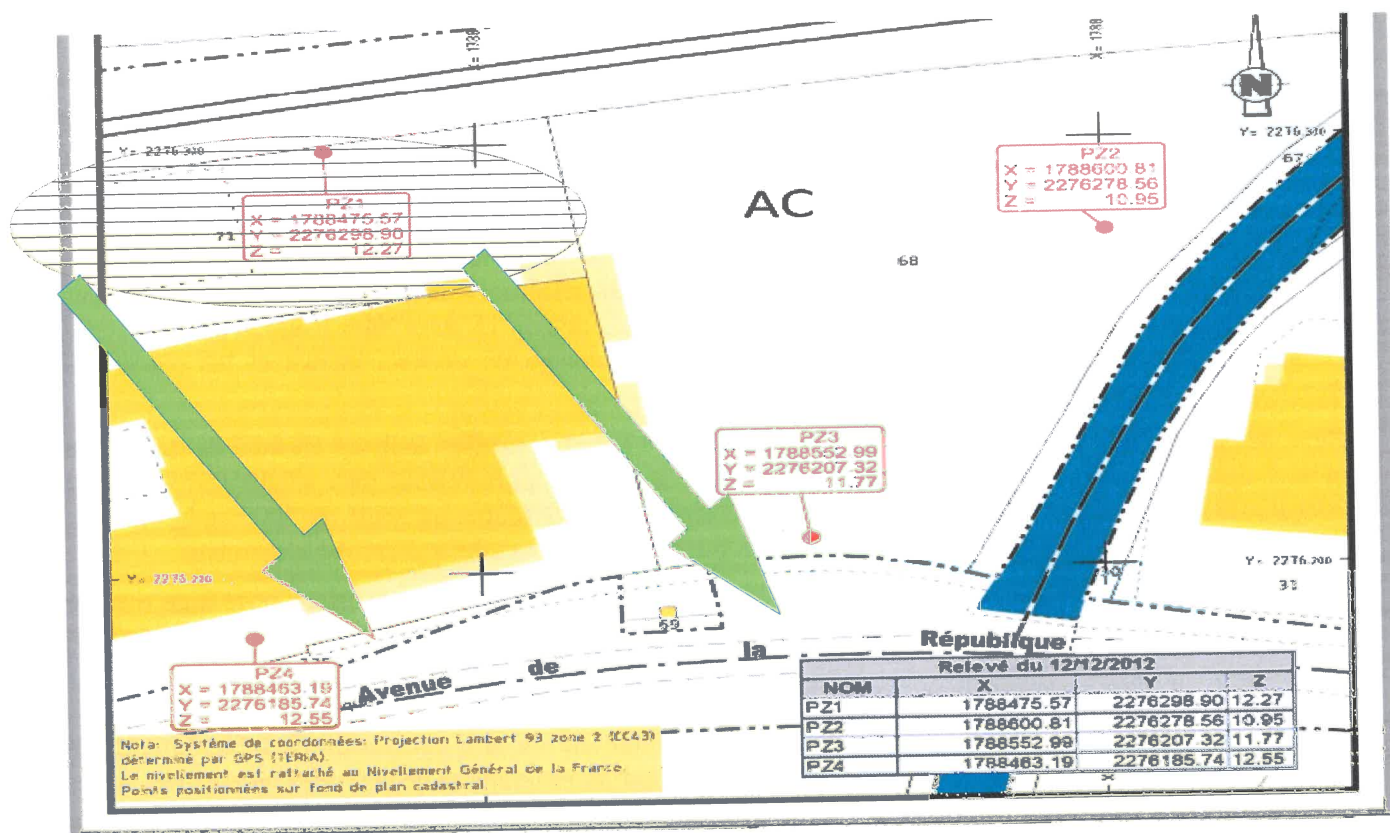 X= 1788
N
Y= 2276.300
Y= 2276.300
67
PZ1
X = 1788475.57
Y = 2276298.90
Z = 12.27
71
PZ2
X = 1788600.81
Y = 2276278.56
Z = 10.95
AC
68
PZ3
X = 1788552.99
Y = 2276207.32
Z = 11.77
Y= 2276.200
Y= 2276.200
33
59
PZ4
X = 1788463.19
Y = 2276185.74
Z = 12.55
Avenue de la République
Relevé du 12/12/2012
NOM X Y Z
PZ1 1788475.57 2276298.90 12.27
PZ2 1788600.81 2276278.56 10.95
PZ3 1788552.99 2276207.32 11.77
PZ4 1788463.19 2276185.74 12.55
Nota: Système de coordonnées: Projection Lambert 93 zone 2 (CC43)
déterminé par GPS (TERIA).
Le nivellement est rattaché au Nivellement Général de la France.
Points positionnées sur fond de plan cadastral.